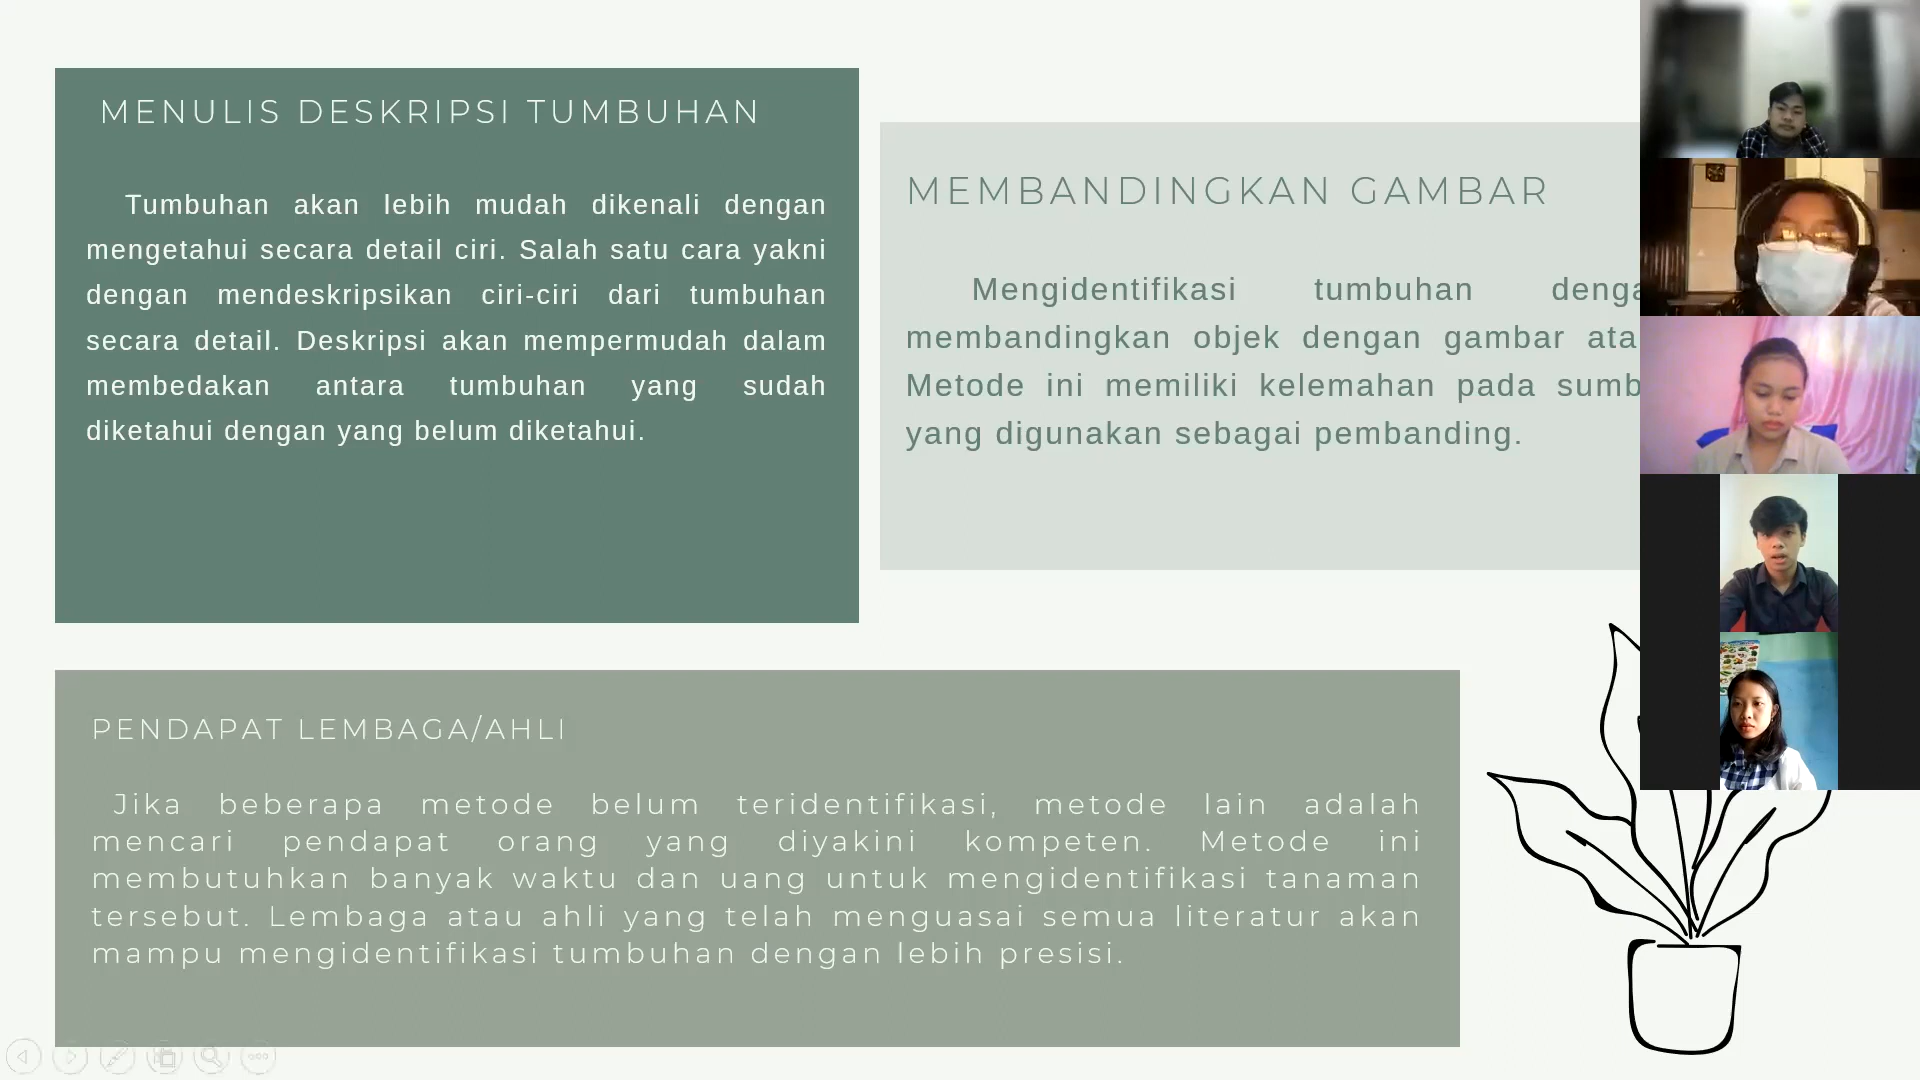 MENULIS DESKRIPSI TUMBUHAN
Tumbuhan akan lebih mudah dikenali dengan
mengetahui secara detail ciri. Salah satu cara yakni
dengan mendeskripsikan ciri-ciri dari tumbuhan
secara detail. Deskripsi akan mempermudah dalam
membedakan antara tumbuhan yang sudah
diketahui dengan yang belum diketahui.
MEMBANDINGKAN GAMBAR
Mengidentifikasi tumbuhan
membandingkan objek dengan gambar
Metode ini memiliki kelemahan pada
yang digunakan sebagai pembanding.
PENDAPAT LEMBAGA/AHLI
Jika beberapa metode belum teridentifikasi, metode lain adalah
mencari pendapat orang yang diyakini kompeten. Metode ini
membutuhkan banyak waktu dan uang untuk mengidentifikasi tanaman
tersebut. Lembaga atau ahli yang telah menguasai semua literatur akan
mampu mengidentifikasi tumbuhan dengan lebih presisi.